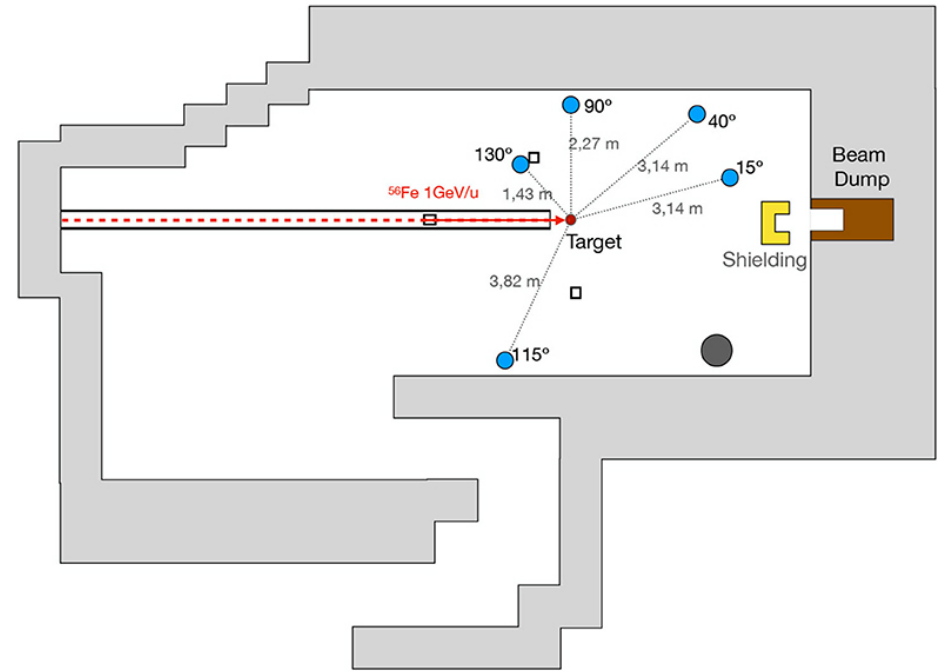 90º
40º
2,27 m
130º
Beam
Dump
3,14 m
15º
⁵⁶Fe 1GeV/u
1,43 m
3,14 m
Target
Shielding
3,82 m
115º